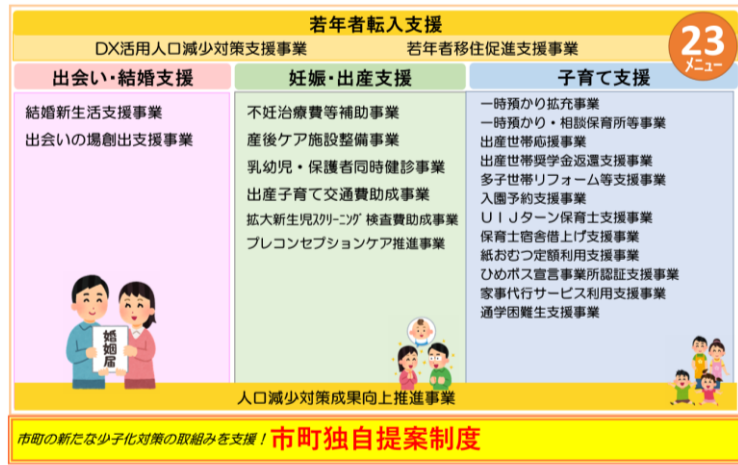 若年者転入支援
DX活用人口減少対策支援事業 若年者移住促進支援事業
23
メニュー
出会い・結婚支援
結婚新生活支援事業
出会いの場創出支援事業
婚姻届
妊娠・出産支援
不妊治療費等補助事業
産後ケア施設整備事業
乳幼児・保護者同時健診事業
出産子育て交通費助成事業
拡大新生児スクリーニング検査費助成事業
プレコンセプションケア推進事業
子育て支援
一時預かり拡充事業
一時預かり・相談保育所等事業
出産世帯応援事業
出産世帯奨学金返還支援事業
多子世帯リフォーム等支援事業
入園予約支援事業
UIJターン保育士支援事業
保育士宿舎借上げ支援事業
紙おむつ定額利用支援事業
ひめボス宣言事業所認証支援事業
家事代行サービス利用支援事業
通学困難生支援事業
人口減少対策成果向上推進事業
市町の新たな少子化対策の取組みを支援！市町独自提案制度